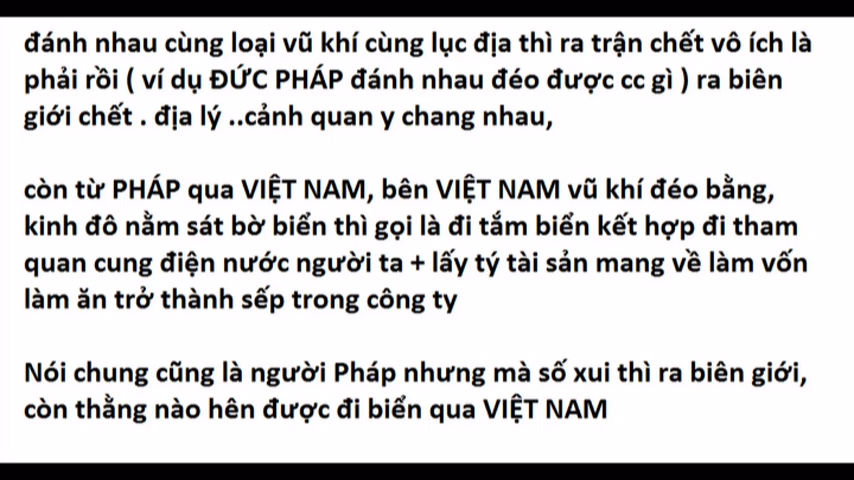 đánh nhau cùng loại vũ khí cùng lục địa thì ra trận chết vô ích là
phải rồi ( ví dụ ĐỨC PHÁP đánh nhau đéo được cc gì ) ra biên
giới chết . địa lý ..cảnh quan y chang nhau,
còn từ PHÁP qua VIỆT NAM, bên VIỆT NAM vũ khí đéo bằng,
kinh đô nằm sát bờ biển thì gọi là đi tắm biển kết hợp đi tham
quan cung điện nước người ta + lấy tý tài sản mang về làm vốn
làm ăn trở thành sếp trong công ty
Nói chung cũng là người Pháp nhưng mà số xui thì ra biên giới,
còn thằng nào hên được đi biển qua VIỆT NAM